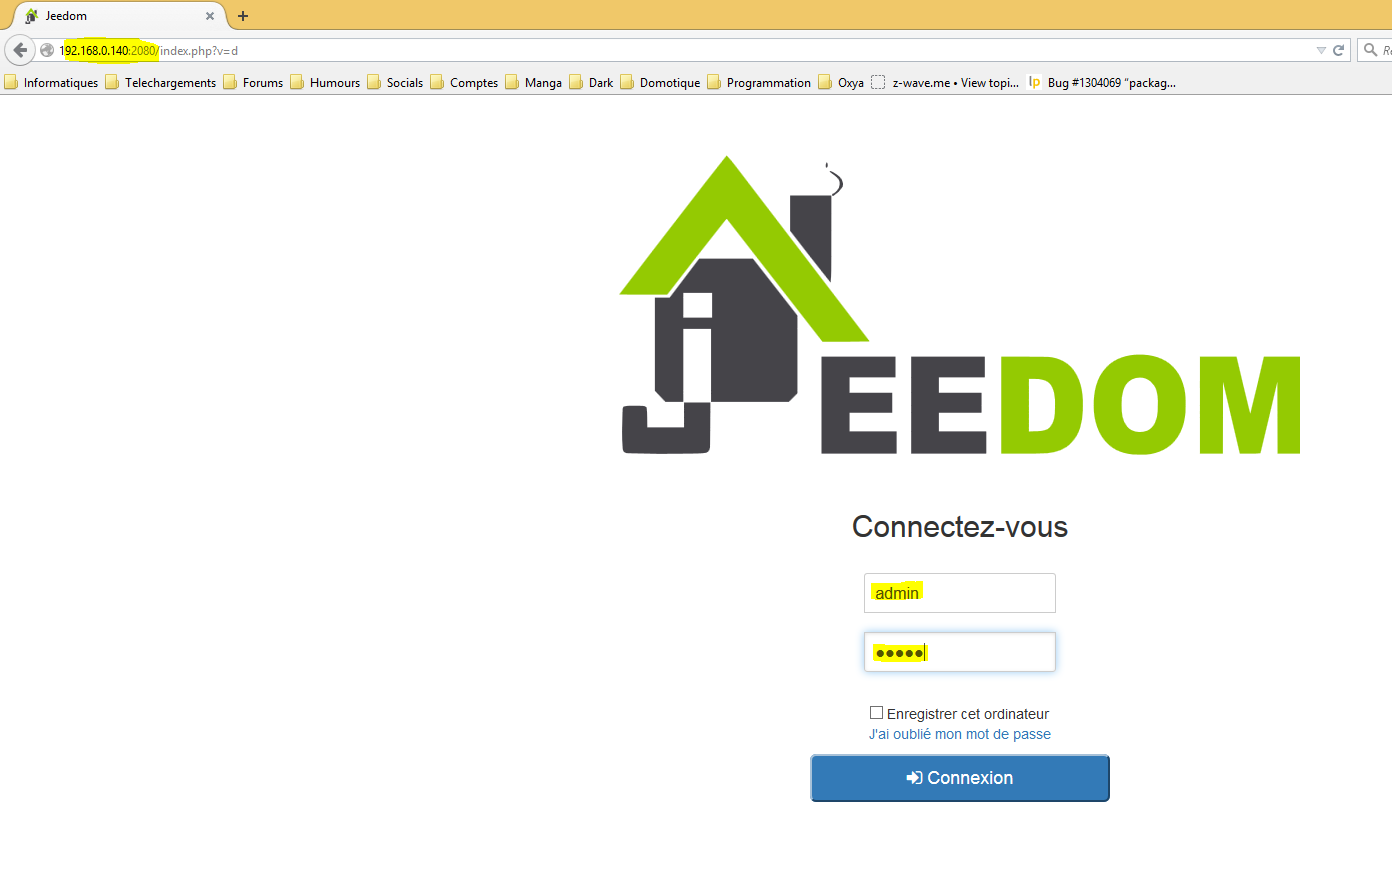 Jeedom
192.168.0.140:2080/index.php?v=d
Informatiques Telechargements Forums Humours Socials Comptes Manga Dark Domotique Programmation Oxya z-wave.me • View topi... lp Bug #1304069 “packag...
jEEDOM
Connectez-vous
admin
●●●●●
Enregistrer cet ordinateur
J'ai oublié mon mot de passe
Connexion